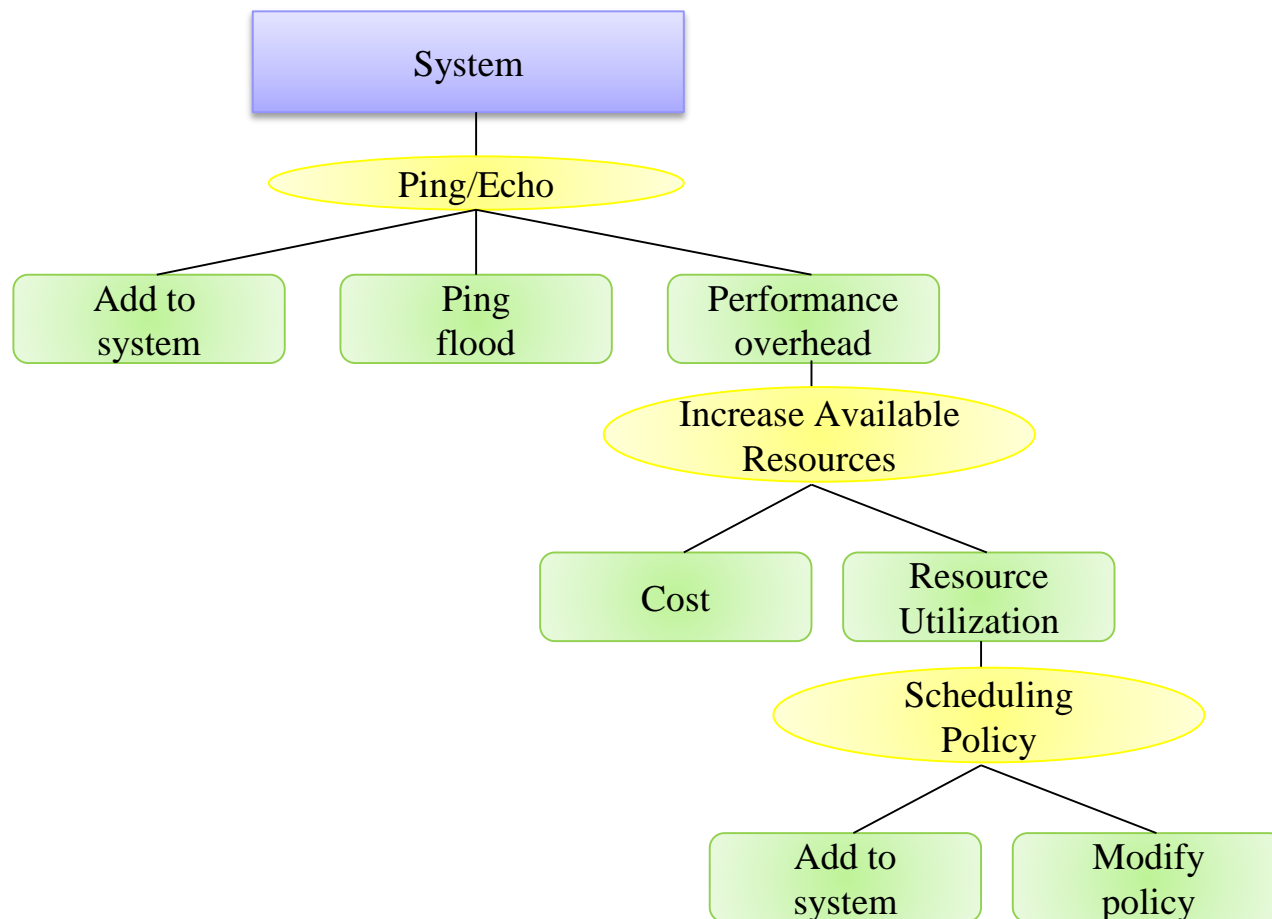 System
Ping/Echo
Add to
system
Ping
flood
Performance
overhead
Increase Available
Resources
Cost
Resource
Utilization
Scheduling
Policy
Add to
system
Modify
policy